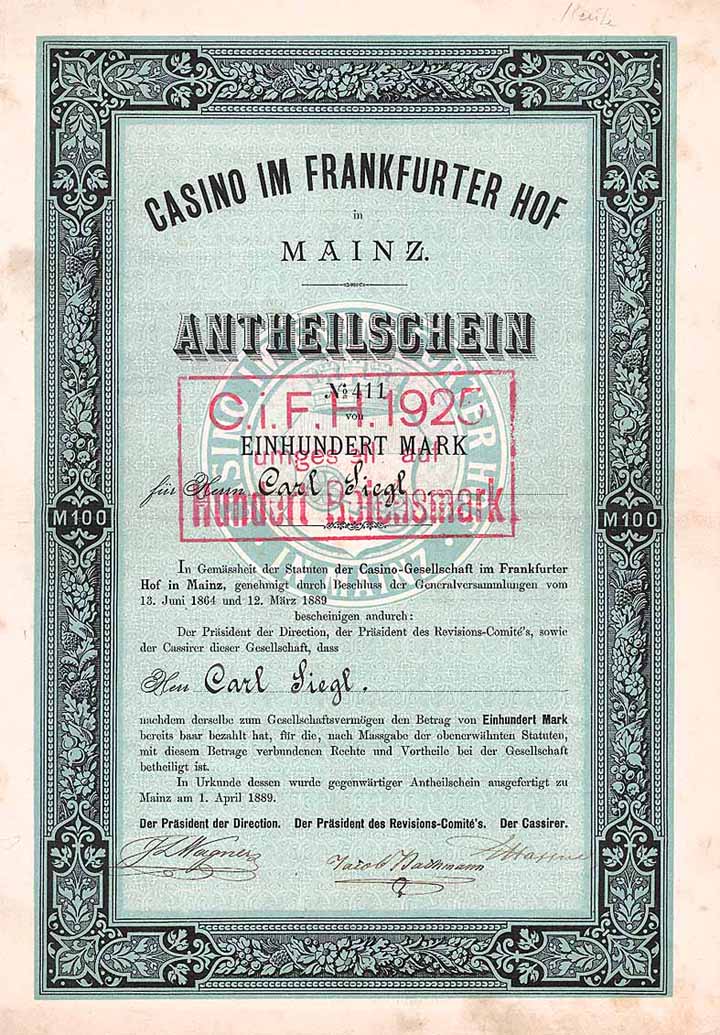 CASINO IM FRANKFURTER HOF
in
MAINZ.
ANTHEILSCHEIN
No 411
von
EINHUNDERT MARK
C.i.F.H. 1925
umgestellt auf
Hundert Reichsmark
für Herrn Carl Siegl
M100
M100
In Gemässheit der Statuten der Casino-Gesellschaft im Frankfurter
Hof in Mainz, genehmigt durch Beschluss der Generalversammlungen vom
13. Juni 1864 und 12. März 1889
bescheinigen andurch:
Der Präsident der Direction, der Präsident des Revisions-Comité's, sowie
der Cassirer dieser Gesellschaft, dass
Herr Carl Siegl.
nachdem derselbe zum Gesellschaftsvermögen den Betrag von Einhundert Mark
bereits baar bezahlt hat, für die, nach Massgabe der obenerwähnten Statuten,
mit diesem Betrage verbundenen Rechte und Vortheile bei der Gesellschaft
betheiligt ist.
In Urkunde dessen wurde gegenwärtiger Antheilschein ausgefertigt zu
Mainz am 1. April 1889.
Der Präsident der Direction. Der Präsident des Revisions-Comité's. Der Cassirer.
Wagner
Jacob Bachmann